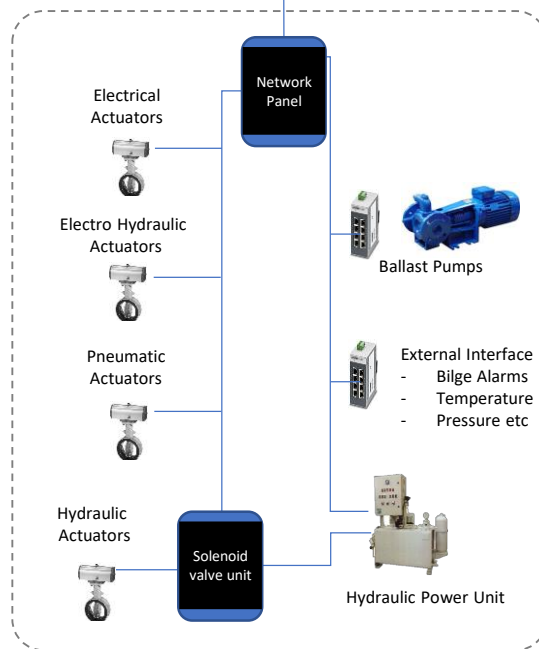 Network
Panel
Electrical
Actuators
Electro Hydraulic
Actuators
Ballast Pumps
Pneumatic
Actuators
External Interface
- Bilge Alarms
- Temperature
- Pressure etc
Hydraulic
Actuators
Solenoid
valve unit
Hydraulic Power Unit